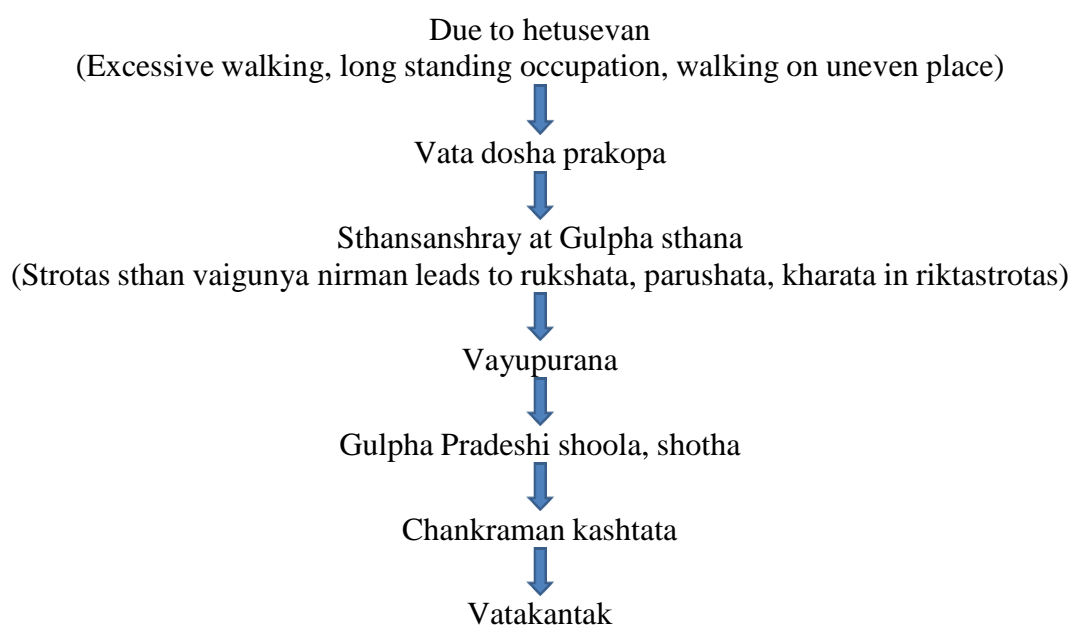 Due to hetusevan
(Excessive walking, long standing occupation, walking on uneven place)
Vata dosha prakopa
Sthansanshray at Gulpha sthana
(Strotas sthan vaigunya nirman leads to rukshata, parushata, kharata in riktastrotas)
Vayupurana
Gulpha Pradeshi shoola, shotha
Chankraman kashtata
Vatakantak